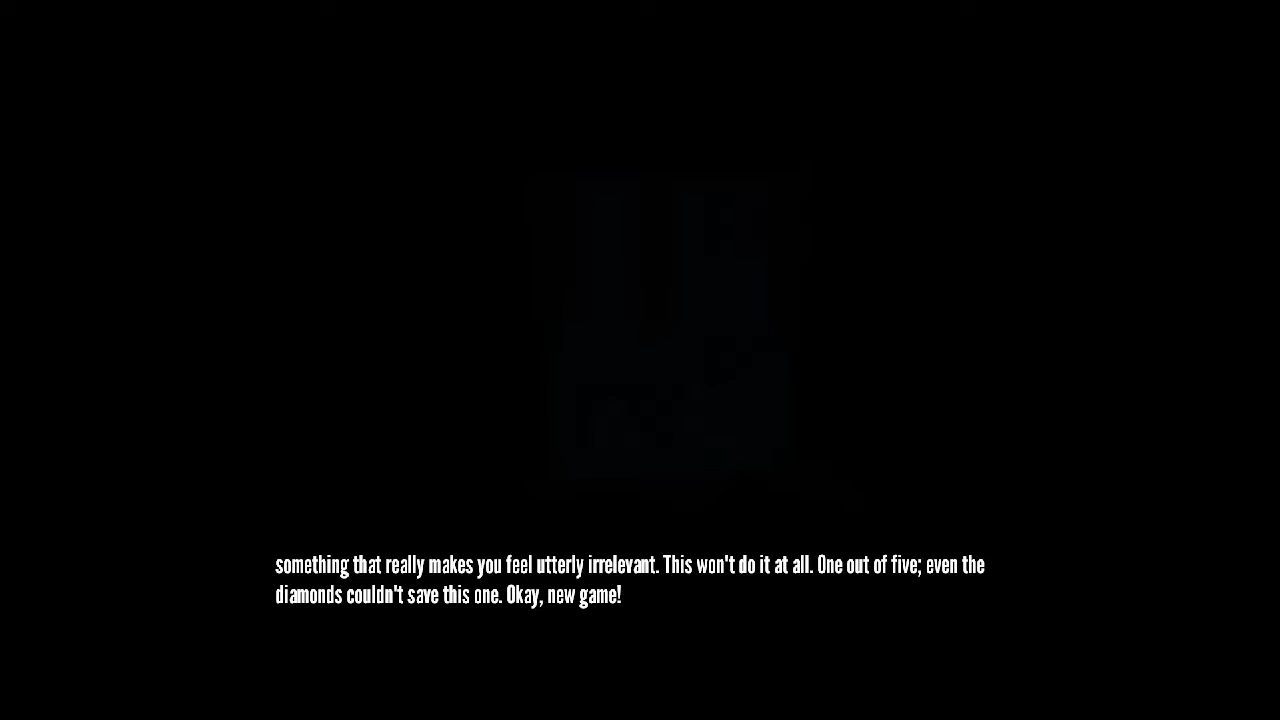 something that really makes you feel utterly irrelevant. This won't do it at all. One out of five; even the
diamonds couldn't save this one. Okay, new game!